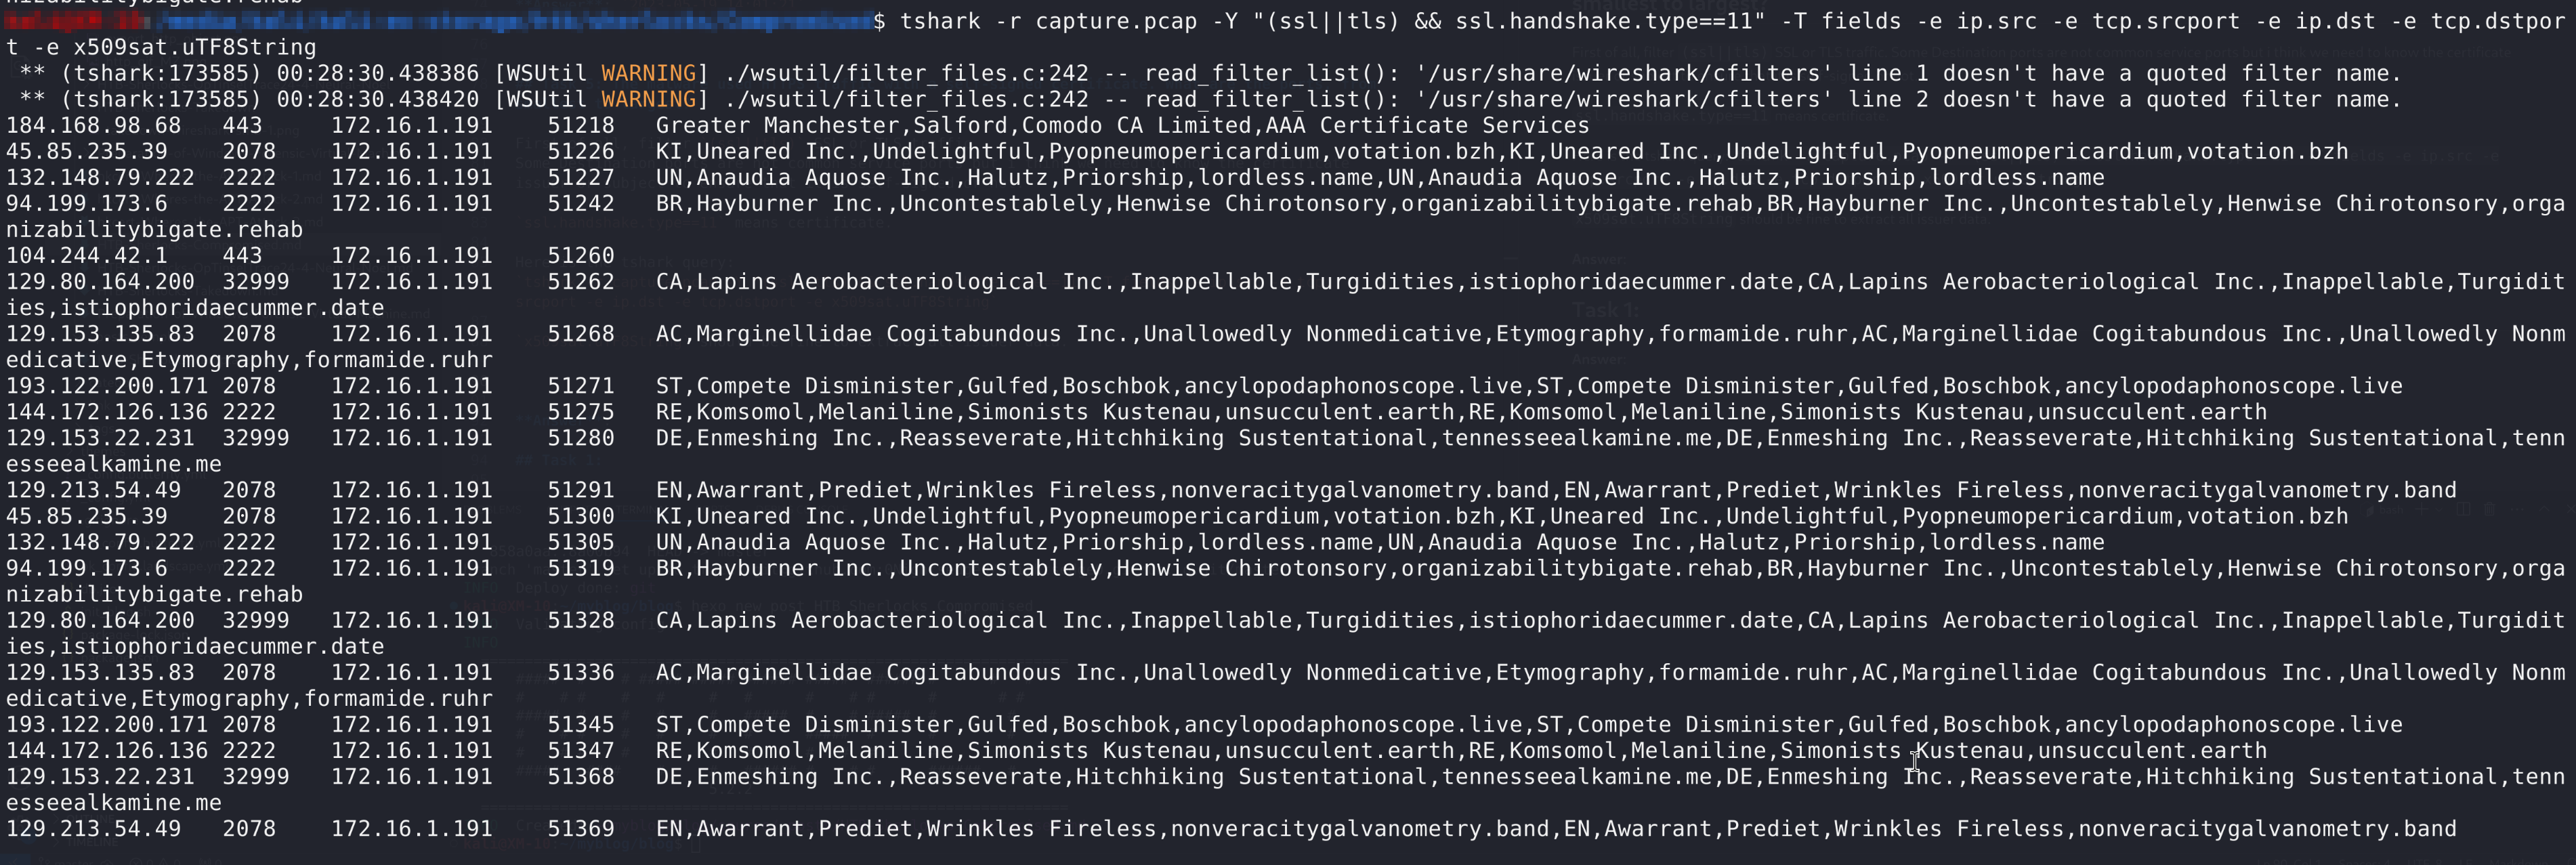 nizabilitybigate.rehab
$ tshark -r capture.pcap -Y "(ssl||tls) && ssl.handshake.type==11" -T fields -e ip.src -e tcp.srcport -e ip.dst -e tcp.dstpor
t -e x509sat.uTF8String
** (tshark:173585) 00:28:30.438386 [WSUtil WARNING] ./wsutil/filter_files.c:242 -- read_filter_list(): '/usr/share/wireshark/cfilters' line 1 doesn't have a quoted filter name.
** (tshark:173585) 00:28:30.438420 [WSUtil WARNING] ./wsutil/filter_files.c:242 -- read_filter_list(): '/usr/share/wireshark/cfilters' line 2 doesn't have a quoted filter name.
184.168.98.68 443 172.16.1.191 51218 Greater Manchester,Salford,Comodo CA Limited,AAA Certificate Services
45.85.235.39 2078 172.16.1.191 51226 KI,Uneared Inc.,Undelightful,Pyopneumopericardium,votation.bzh,KI,Uneared Inc.,Undelightful,Pyopneumopericardium,votation.bzh
132.148.79.222 2222 172.16.1.191 51227 UN,Anaudia Aquose Inc.,Halutz,Priorship,lordless.name,UN,Anaudia Aquose Inc.,Halutz,Priorship,lordless.name
94.199.173.6 2222 172.16.1.191 51242 BR,Hayburner Inc.,Uncontestablely,Henwise Chirotonsory,organizabilitybigate.rehab,BR,Hayburner Inc.,Uncontestablely,Henwise Chirotonsory,orga
nizabilitybigate.rehab
104.244.42.1 443 172.16.1.191 51260
129.80.164.200 32999 172.16.1.191 51262 CA,Lapins Aerobacteriological Inc.,Inappellable,Turgidities,istiophoridaecummer.date,CA,Lapins Aerobacteriological Inc.,Inappellable,Turgidit
ies,istiophoridaecummer.date
129.153.135.83 2078 172.16.1.191 51268 AC,Marginellidae Cogitabundous Inc.,Unallowedly Nonmedicative,Etymography,formamide.ruhr,AC,Marginellidae Cogitabundous Inc.,Unallowedly Nonm
edicative,Etymography,formamide.ruhr
193.122.200.171 2078 172.16.1.191 51271 ST,Compete Disminister,Gulfed,Boschbok,ancylopodaphonoscope.live,ST,Compete Disminister,Gulfed,Boschbok,ancylopodaphonoscope.live
144.172.126.136 2222 172.16.1.191 51275 RE,Komsomol,Melaniline,Simonists Kustenau,unsucculent.earth,RE,Komsomol,Melaniline,Simonists Kustenau,unsucculent.earth
129.153.22.231 32999 172.16.1.191 51280 DE,Enmeshing Inc.,Reasseverate,Hitchhiking Sustentational,tennesseealkamine.me,DE,Enmeshing Inc.,Reasseverate,Hitchhiking Sustentational,tenn
esseealkamine.me
129.213.54.49 2078 172.16.1.191 51291 EN,Awarrant,Prediet,Wrinkles Fireless,nonveracitygalvanometry.band,EN,Awarrant,Prediet,Wrinkles Fireless,nonveracitygalvanometry.band
45.85.235.39 2078 172.16.1.191 51300 KI,Uneared Inc.,Undelightful,Pyopneumopericardium,votation.bzh,KI,Uneared Inc.,Undelightful,Pyopneumopericardium,votation.bzh
132.148.79.222 2222 172.16.1.191 51305 UN,Anaudia Aquose Inc.,Halutz,Priorship,lordless.name,UN,Anaudia Aquose Inc.,Halutz,Priorship,lordless.name
94.199.173.6 2222 172.16.1.191 51319 BR,Hayburner Inc.,Uncontestablely,Henwise Chirotonsory,organizabilitybigate.rehab,BR,Hayburner Inc.,Uncontestablely,Henwise Chirotonsory,orga
nizabilitybigate.rehab
129.80.164.200 32999 172.16.1.191 51328 CA,Lapins Aerobacteriological Inc.,Inappellable,Turgidities,istiophoridaecummer.date,CA,Lapins Aerobacteriological Inc.,Inappellable,Turgidit
ies,istiophoridaecummer.date
129.153.135.83 2078 172.16.1.191 51336 AC,Marginellidae Cogitabundous Inc.,Unallowedly Nonmedicative,Etymography,formamide.ruhr,AC,Marginellidae Cogitabundous Inc.,Unallowedly Nonm
edicative,Etymography,formamide.ruhr
193.122.200.171 2078 172.16.1.191 51345 ST,Compete Disminister,Gulfed,Boschbok,ancylopodaphonoscope.live,ST,Compete Disminister,Gulfed,Boschbok,ancylopodaphonoscope.live
144.172.126.136 2222 172.16.1.191 51347 RE,Komsomol,Melaniline,Simonists Kustenau,unsucculent.earth,RE,Komsomol,Melaniline,Simonists Kustenau,unsucculent.earth
129.153.22.231 32999 172.16.1.191 51368 DE,Enmeshing Inc.,Reasseverate,Hitchhiking Sustentational,tennesseealkamine.me,DE,Enmeshing Inc.,Reasseverate,Hitchhiking Sustentational,tenn
esseealkamine.me
129.213.54.49 2078 172.16.1.191 51369 EN,Awarrant,Prediet,Wrinkles Fireless,nonveracitygalvanometry.band,EN,Awarrant,Prediet,Wrinkles Fireless,nonveracitygalvanometry.band